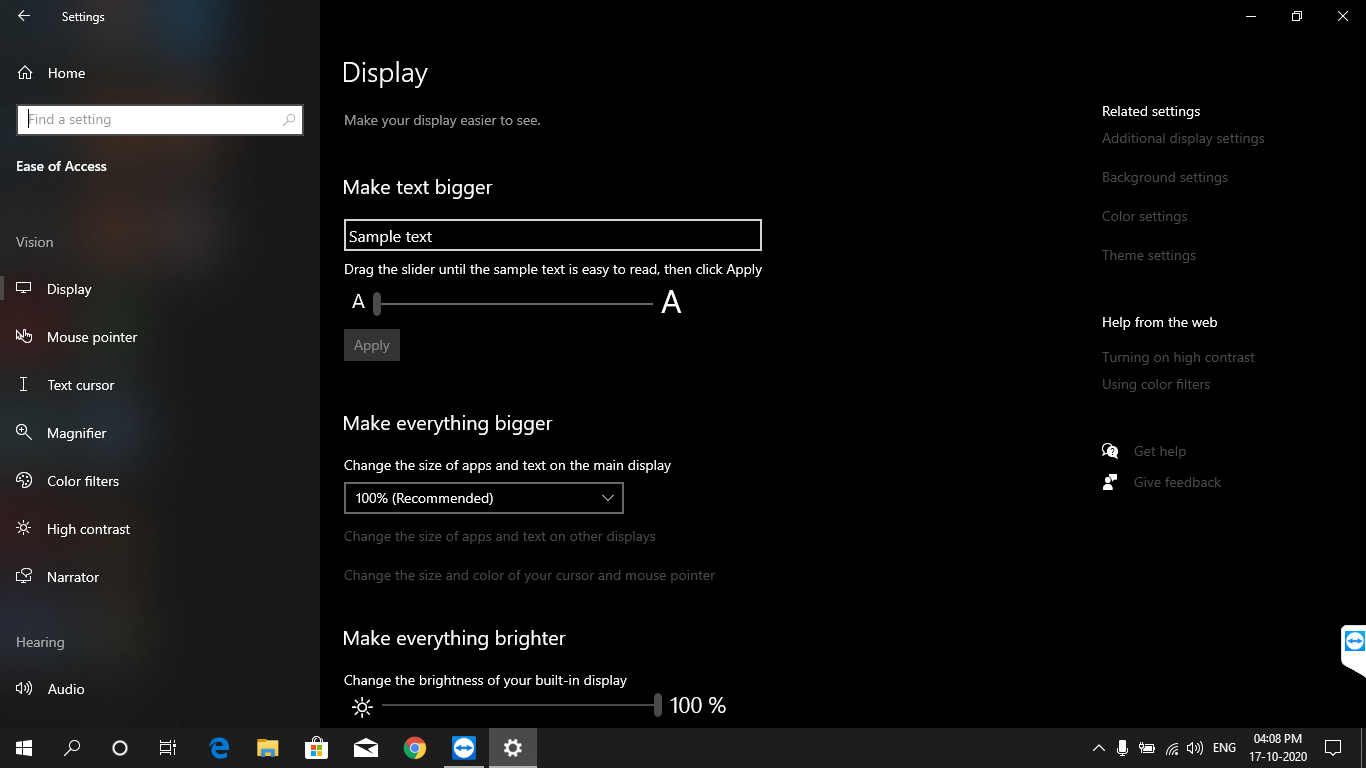 Settings
Home
Find a setting
Ease of Access
Vision
Display
Mouse pointer
Text cursor
Magnifier
Color filters
High contrast
Narrator
Hearing
Audio
Display
Make your display easier to see.
Make text bigger
Sample text
Drag the slider until the sample text is easy to read, then click Apply
A A
Apply
Make everything bigger
Change the size of apps and text on the main display
100% (Recommended)
Change the size of apps and text on other displays
Change the size and color of your cursor and mouse pointer
Make everything brighter
Change the brightness of your built-in display
100 %
Related settings
Additional display settings
Background settings
Color settings
Theme settings
Help from the web
Turning on high contrast
Using color filters
Get help
Give feedback
ENG
04:08 PM
17-10-2020